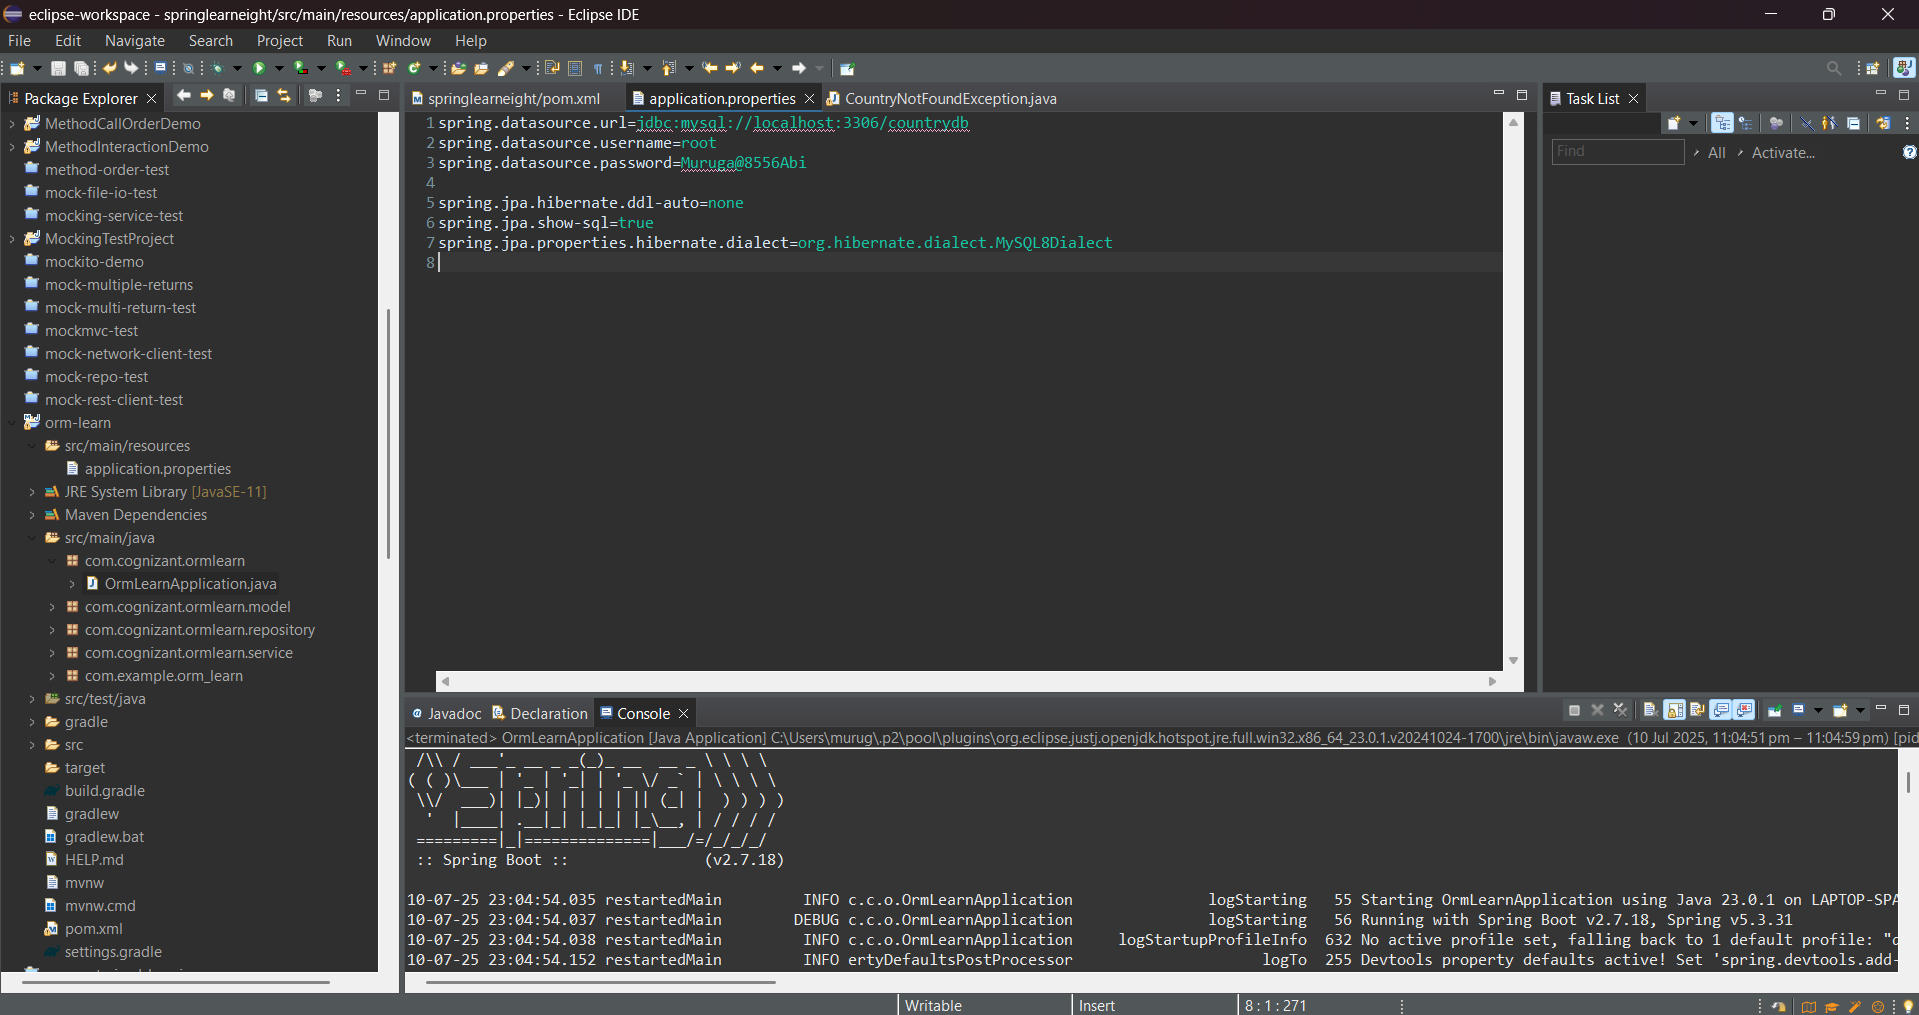 eclipse-workspace - springlearneight/src/main/resources/application.properties - Eclipse IDE
File Edit Navigate Search Project Run Window Help
Package Explorer
MethodCallOrderDemo
MethodInteractionDemo
method-order-test
mock-file-io-test
mocking-service-test
MockingTestProject
mockito-demo
mock-multiple-returns
mock-multi-return-test
mockmvc-test
mock-network-client-test
mock-repo-test
mock-rest-client-test
orm-learn
src/main/resources
application.properties
JRE System Library [JavaSE-11]
Maven Dependencies
src/main/java
com.cognizant.ormlearn
OrmLearnApplication.java
com.cognizant.ormlearn.model
com.cognizant.ormlearn.repository
com.cognizant.ormlearn.service
com.example.orm_learn
src/test/java
gradle
src
target
build.gradle
gradlew
gradlew.bat
HELP.md
mvnw
mvnw.cmd
pom.xml
settings.gradle
springlearneight/pom.xml application.properties CountryNotFoundException.java
1 spring.datasource.url=jdbc:mysql://localhost:3306/countrydb
2 spring.datasource.username=root
3 spring.datasource.password=Muruga@8556Abi
4
5 spring.jpa.hibernate.ddl-auto=none
6 spring.jpa.show-sql=true
7 spring.jpa.properties.hibernate.dialect=org.hibernate.dialect.MySQL8Dialect
8
Task List
Find All Activate...
Javadoc Declaration Console
<terminated> OrmLearnApplication [Java Application] C:\Users\murug\.p2\pool\plugins\org.eclipse.justj.openjdk.hotspot.jre.full.win32.x86_64_23.0.1.v20241024-1700\jre\bin\javaw.exe (10 Jul 2025, 11:04:51 pm – 11:04:59 pm) [pid
:: Spring Boot :: (v2.7.18)
10-07-25 23:04:54.035 restartedMain INFO c.c.o.OrmLearnApplication logStarting 55 Starting OrmLearnApplication using Java 23.0.1 on LAPTOP-SPA
10-07-25 23:04:54.037 restartedMain DEBUG c.c.o.OrmLearnApplication logStarting 56 Running with Spring Boot v2.7.18, Spring v5.3.31
10-07-25 23:04:54.038 restartedMain INFO c.c.o.OrmLearnApplication logStartupProfileInfo 632 No active profile set, falling back to 1 default profile: "d
10-07-25 23:04:54.152 restartedMain INFO ertyDefaultsPostProcessor logTo 255 Devtools property defaults active! Set 'spring.devtools.add-
Writable Insert 8 : 1 : 271